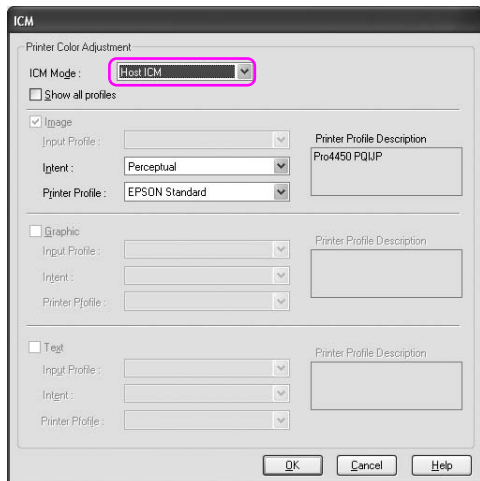 ICM
Printer Color Adjustment
ICM Mode : Host ICM
Show all profiles
Image
Input Profile :
Printer Profile Description
Intent : Perceptual
Pro4450 PQIJP
Printer Profile : EPSON Standard
Graphic
Input Profile :
Printer Profile Description
Intent :
Printer Profile :
Text
Input Profile :
Printer Profile Description
Intent :
Printer Profile :
OK Cancel Help